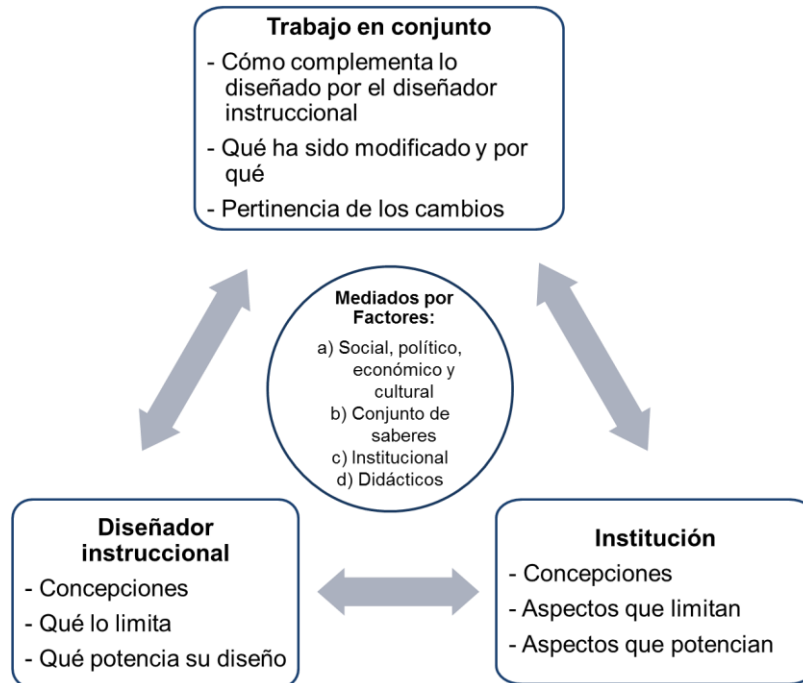 Trabajo en conjunto
- Cómo complementa lo
diseñado por el diseñador
instruccional
- Qué ha sido modificado y por
qué
- Pertinencia de los cambios
Mediados por
Factores:
a) Social, político,
económico y
cultural
b) Conjunto de
saberes
c) Institucional
d) Didácticos
Diseñador
instruccional
- Concepciones
- Qué lo limita
- Qué potencia su diseño
Institución
- Concepciones
- Aspectos que limitan
- Aspectos que potencian